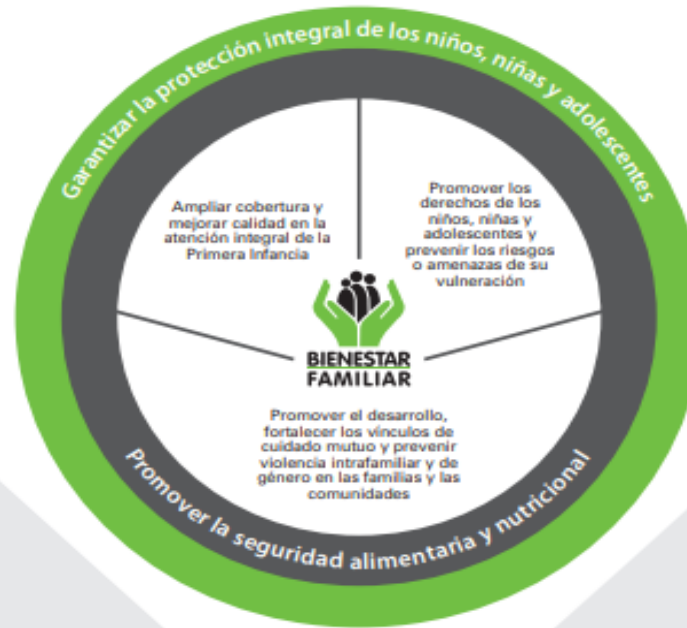 Garantizar la protección integral de los niños, niñas y adolescentes
Ampliar cobertura y
mejorar calidad en la
atención integral de la
Primera Infancia
Promover los
derechos de los
niños, niñas y
adolescentes y
prevenir los riesgos
o amenazas de su
vulneración
BIENESTAR
FAMILIAR
Promover el desarrollo,
fortalecer los vínculos de
cuidado mutuo y prevenir
violencia intrafamiliar y de
género en las familias y las
comunidades
Promover la seguridad alimentaria y nutricional